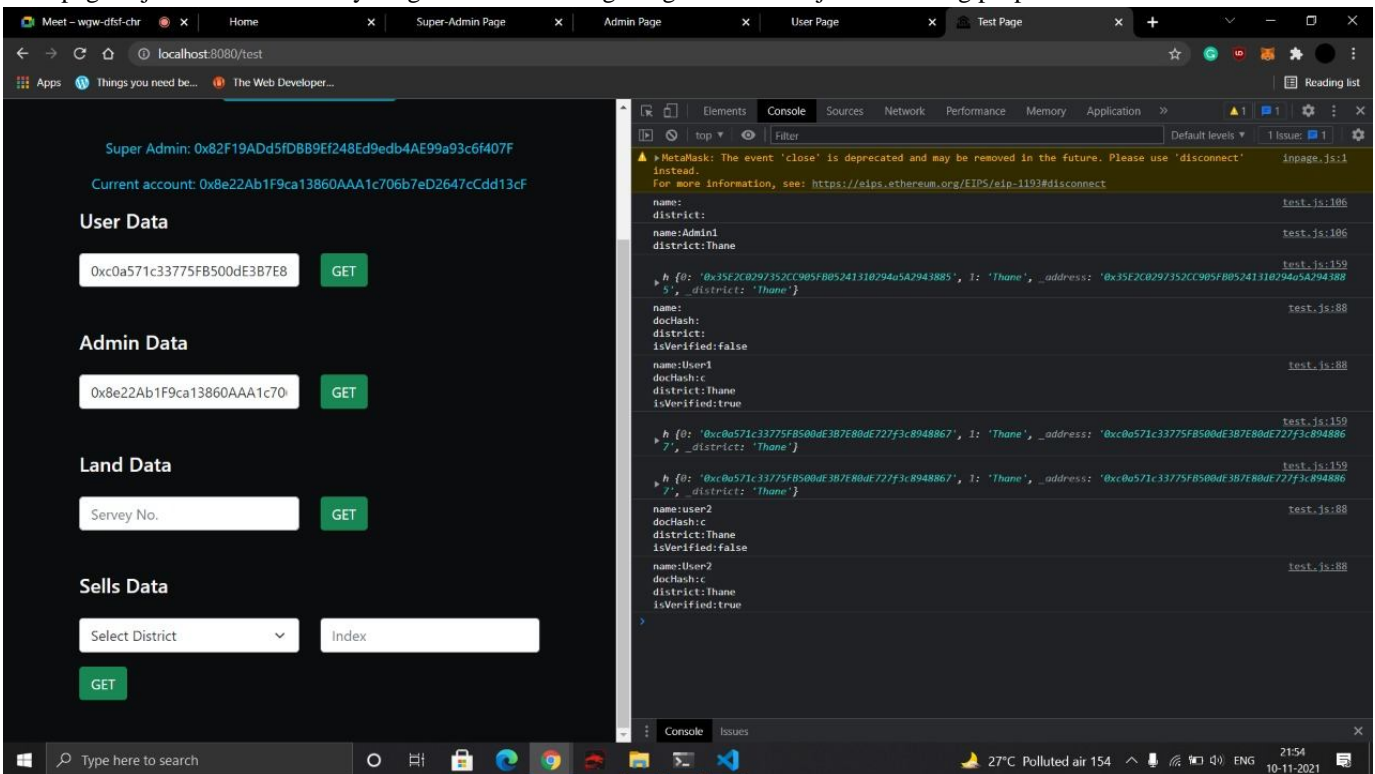 Meet – wgw-dfsf-chr
Home
Super-Admin Page
Admin Page
User Page
Test Page
localhost:8080/test
Apps
Things you need be...
The Web Developer...
Reading list
Super Admin: 0x82F19ADd5fDBB9Ef248Ed9edb4AE99a93c6f407F
Current account: 0x8e22Ab1F9ca13860AAA1c706b7eD2647cCdd13cF
User Data
0xc0a571c33775FB500dE3B7E8
GET
Admin Data
0x8e22Ab1F9ca13860AAA1c70
GET
Land Data
Servey No.
GET
Sells Data
Select District
Index
GET
Elements Console Sources Network Performance Memory Application » 1 1
top ▼ Filter Default levels ▼ 1 Issue: 1
MetaMask: The event 'close' is deprecated and may be removed in the future. Please use 'disconnect' inpage.js:1
instead.
For more information, see: https://eips.ethereum.org/EIPS/eip-1193#disconnect
name: test.js:106
district:
name:Admin1 test.js:106
district:Thane
test.js:159
h {0: '0x35E2C0297352CC905FB05241310294a5A2943885', 1: 'Thane', _address: '0x35E2C0297352CC905FB05241310294a5A294388
5', _district: 'Thane'}
name: test.js:88
docHash:
district:
isVerified:false
name:User1 test.js:88
docHash:c
district:Thane
isVerified:true
test.js:159
h {0: '0xc0a571c33775FB500dE3B7E80dE727f3c8948867', 1: 'Thane', _address: '0xc0a571c33775FB500dE3B7E80dE727f3c894886
7', _district: 'Thane'}
test.js:159
h {0: '0xc0a571c33775FB500dE3B7E80dE727f3c8948867', 1: 'Thane', _address: '0xc0a571c33775FB500dE3B7E80dE727f3c894886
7', _district: 'Thane'}
name:user2 test.js:88
docHash:c
district:Thane
isVerified:false
name:User2 test.js:88
docHash:c
district:Thane
isVerified:true
Console Issues
Type here to search
27°C Polluted air 154
ENG
21:54
10-11-2021